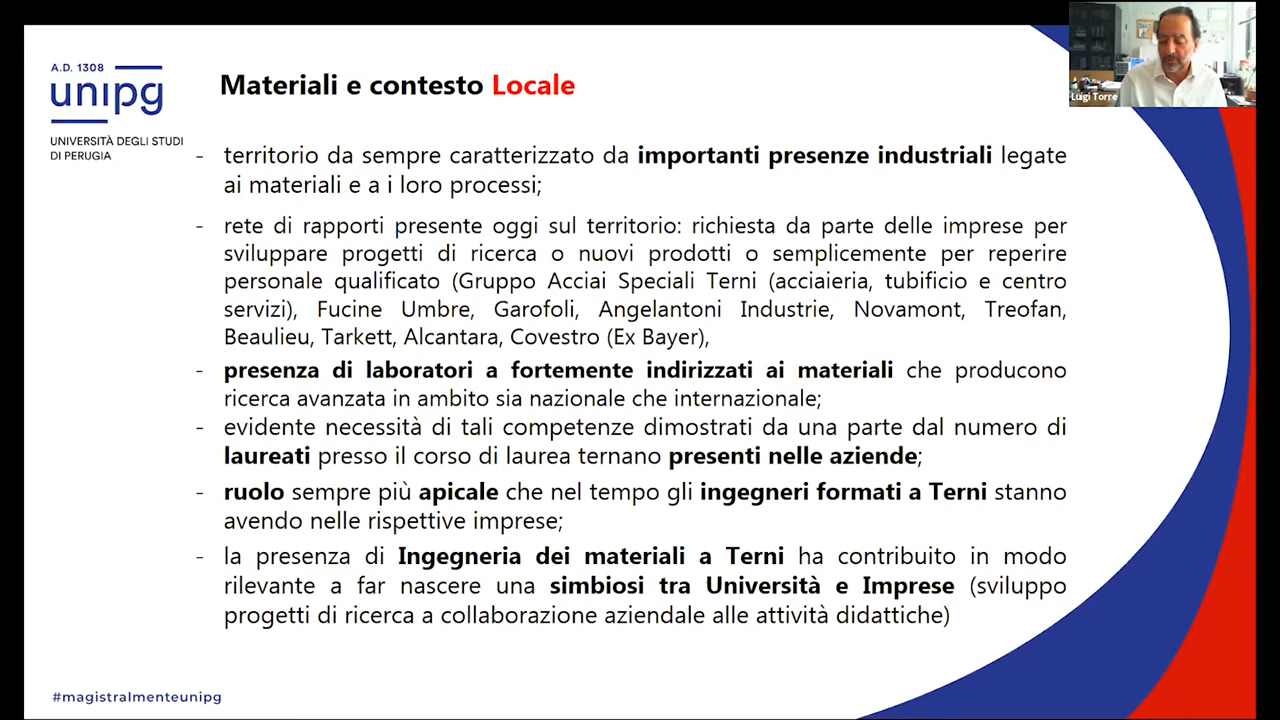 A.D. 1308
unipg
UNIVERSITÀ DEGLI STUDI
DI PERUGIA
Materiali e contesto Locale
Luigi Torre
- territorio da sempre caratterizzato da importanti presenze industriali legate
ai materiali e a i loro processi;
- rete di rapporti presente oggi sul territorio: richiesta da parte delle imprese per
sviluppare progetti di ricerca o nuovi prodotti o semplicemente per reperire
personale qualificato (Gruppo Acciai Speciali Terni (acciaieria, tubificio e centro
servizi), Fucine Umbre, Garofoli, Angelantoni Industrie, Novamont, Treofan,
Beaulieu, Tarkett, Alcantara, Covestro (Ex Bayer),
- presenza di laboratori a fortemente indirizzati ai materiali che producono
ricerca avanzata in ambito sia nazionale che internazionale;
- evidente necessità di tali competenze dimostrati da una parte dal numero di
laureati presso il corso di laurea ternano presenti nelle aziende;
- ruolo sempre più apicale che nel tempo gli ingegneri formati a Terni stanno
avendo nelle rispettive imprese;
- la presenza di Ingegneria dei materiali a Terni ha contribuito in modo
rilevante a far nascere una simbiosi tra Università e Imprese (sviluppo
progetti di ricerca a collaborazione aziendale alle attività didattiche)
#magistralmenteunipg